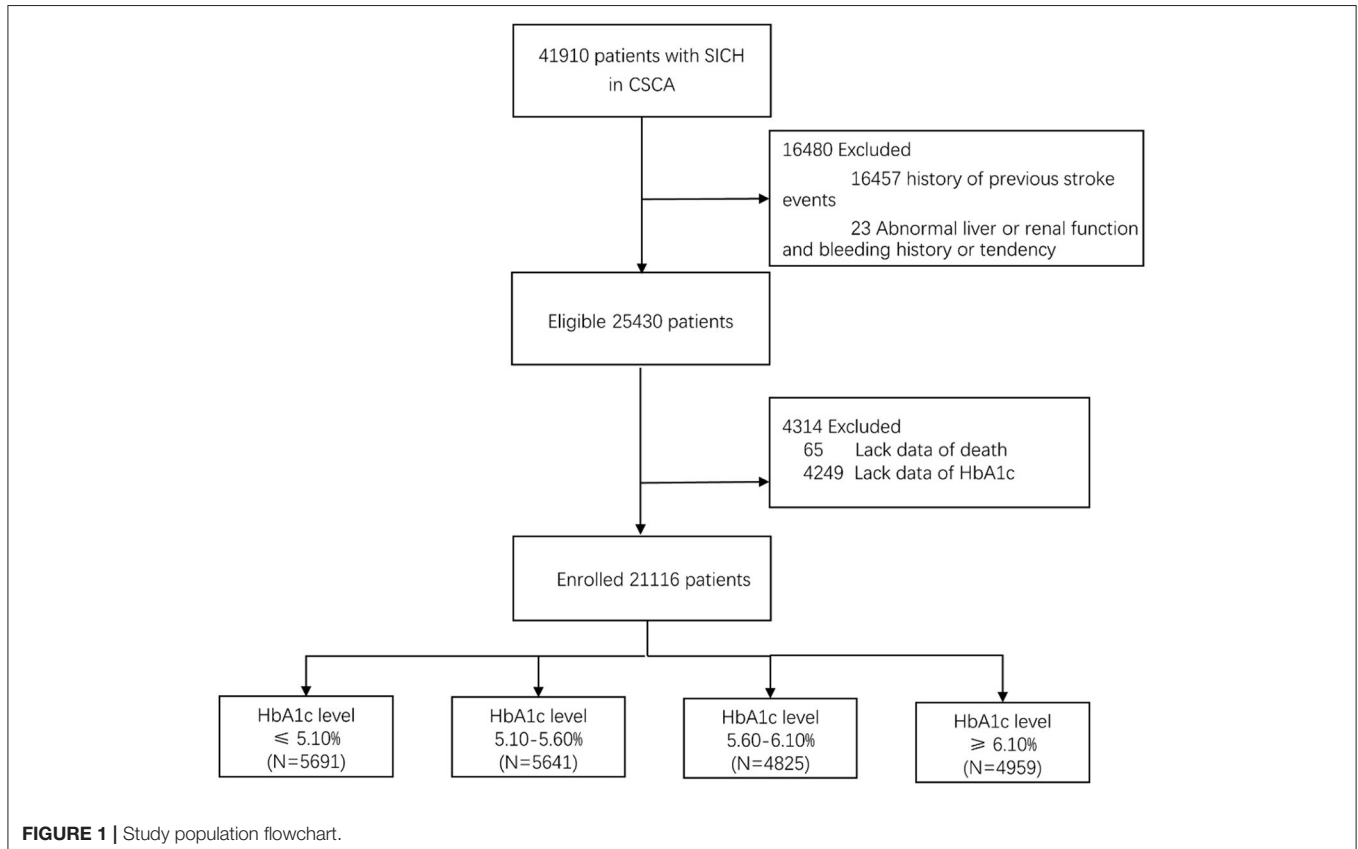 41910 patients with SICH
in CSCA
16480 Excluded
16457 history of previous stroke
events
23 Abnormal liver or renal function
and bleeding history or tendency
Eligible 25430 patients
4314 Excluded
65 Lack data of death
4249 Lack data of HbA1c
Enrolled 21116 patients
HbA1c level
≤ 5.10%
(N=5691)
HbA1c level
5.10-5.60%
(N=5641)
HbA1c level
5.60-6.10%
(N=4825)
HbA1c level
≥ 6.10%
(N=4959)
FIGURE 1 | Study population flowchart.